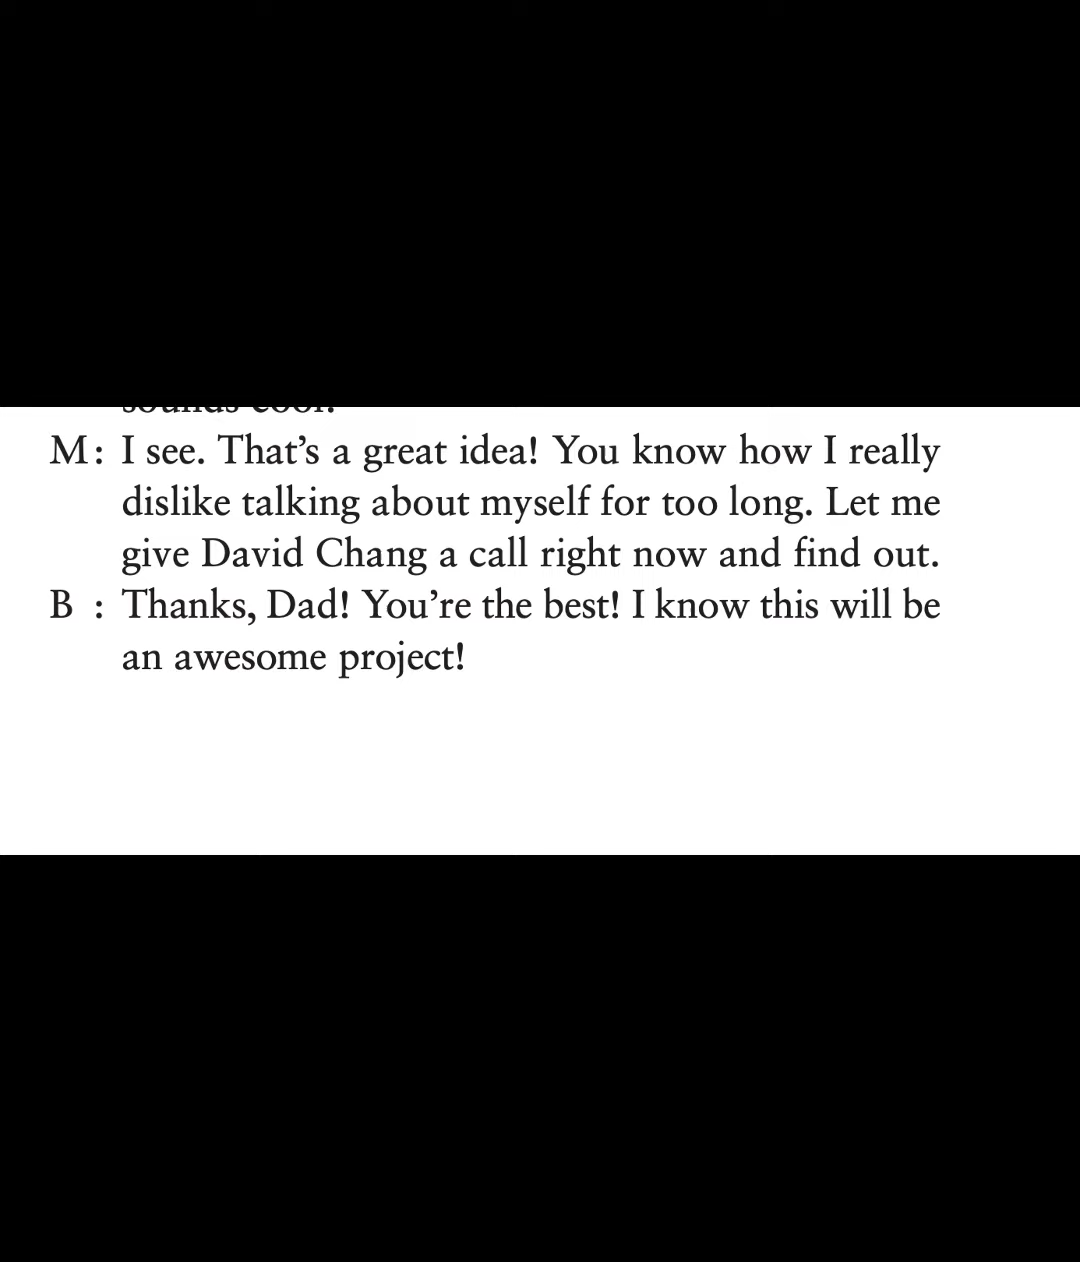 sounds cool.
M: I see. That's a great idea! You know how I really
dislike talking about myself for too long. Let me
give David Chang a call right now and find out.
B : Thanks, Dad! You're the best! I know this will be
an awesome project!